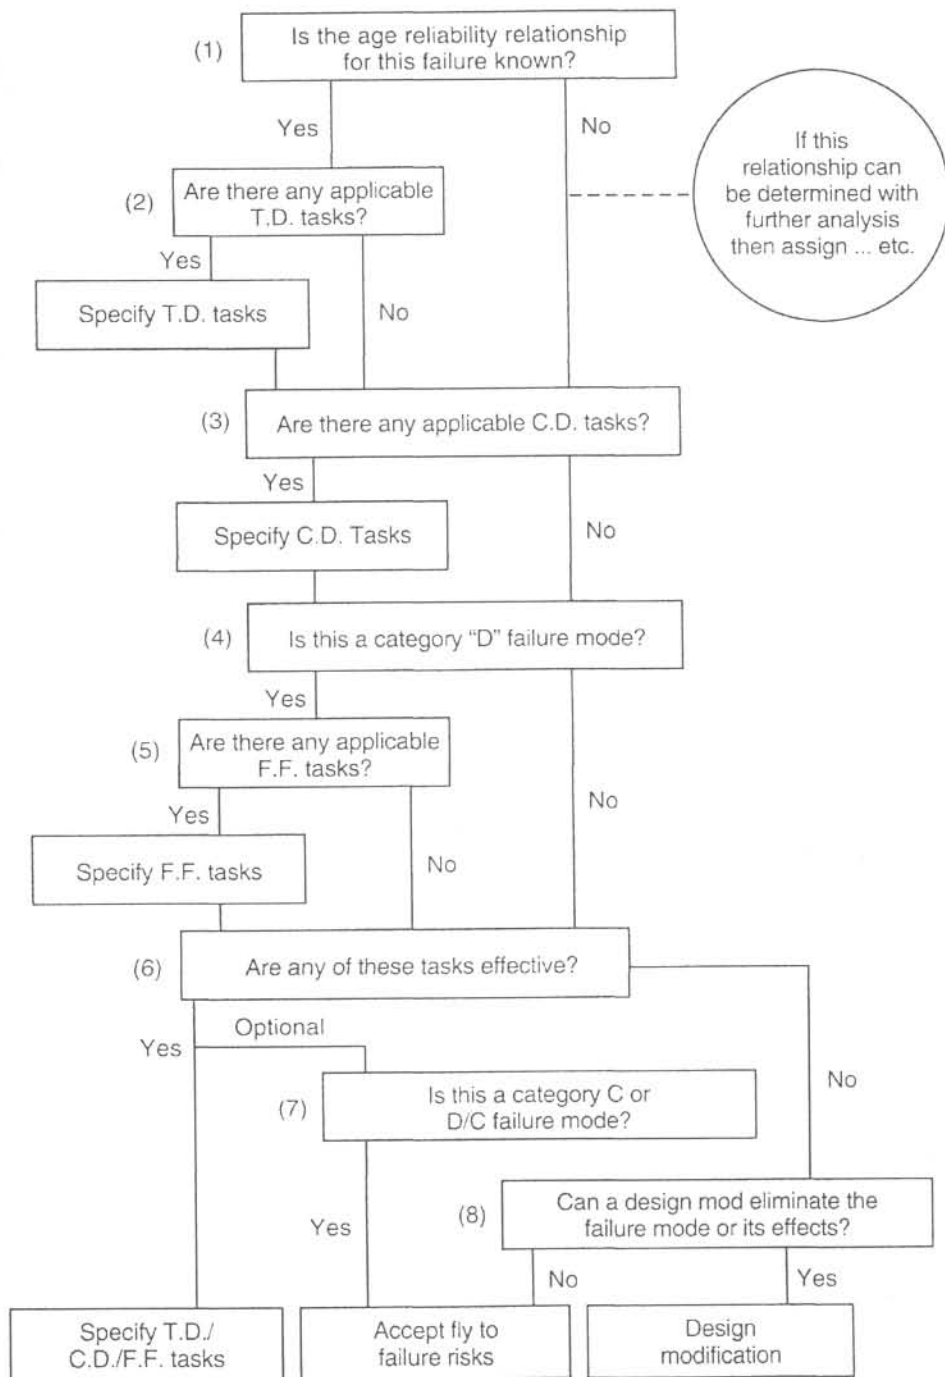 (1)
Is the age reliability relationship
for this failure known?
Yes
No
If this
relationship can
be determined with
further analysis
then assign ... etc.
(2)
Are there any applicable
T.D. tasks?
Yes
No
Specify T.D. tasks
(3)
Are there any applicable C.D. tasks?
Yes
No
Specify C.D. Tasks
(4)
Is this a category "D" failure mode?
Yes
No
(5)
Are there any applicable
F.F. tasks?
Yes
No
Specify F.F. tasks
(6)
Are any of these tasks effective?
Yes
Optional
No
(7)
Is this a category C or
D/C failure mode?
Yes
(8)
Can a design mod eliminate the
failure mode or its effects?
No
Yes
Specify T.D./
C.D./F.F. tasks
Accept fly to
failure risks
Design
modification